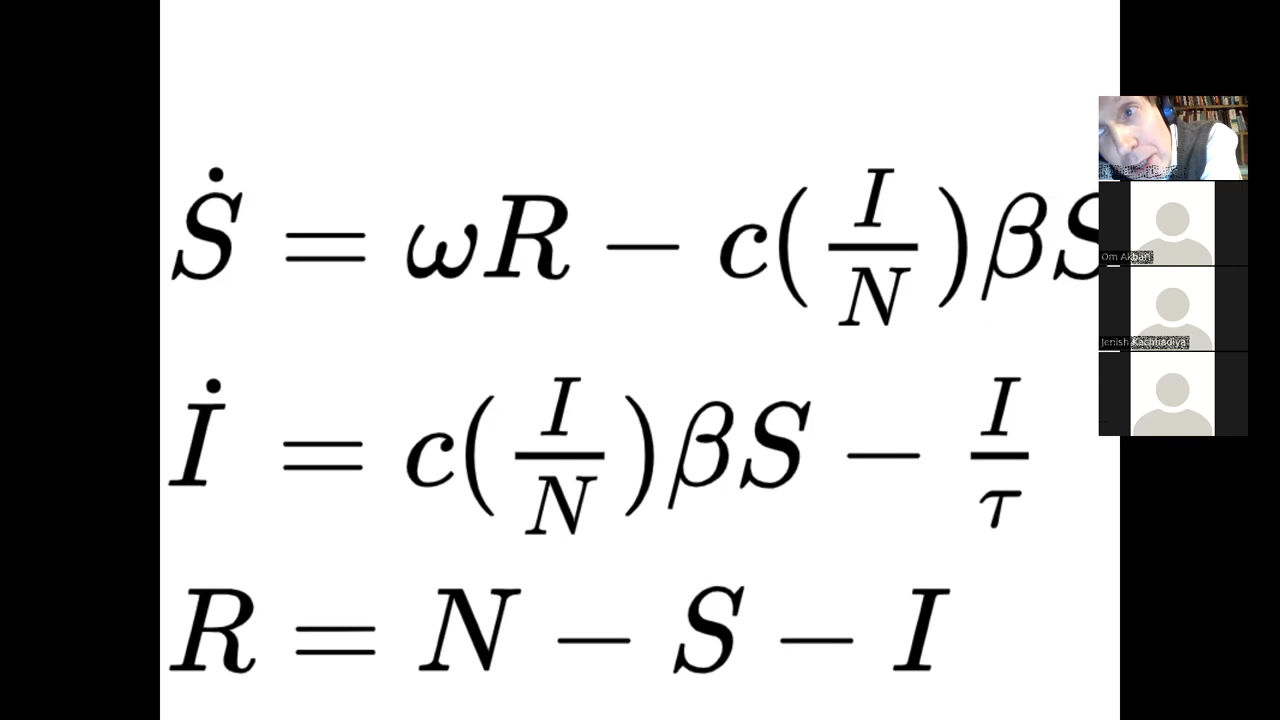 Ṡ = ωR − c(I/N)βS
İ = c(I/N)βS − I/τ
R = N − S − I
Om Akbari
Jenish Kachhadiya